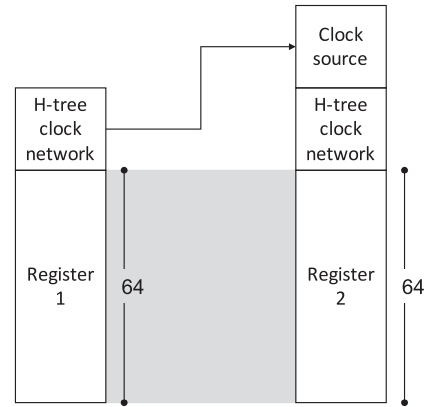 Clock
source
H-tree
clock
network
H-tree
clock
network
Register
1
64
Register
2
64